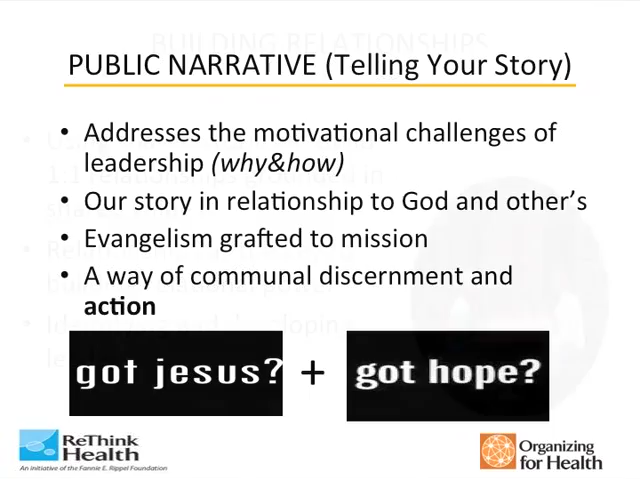 BUILDING RELATIONSHIPS
PUBLIC NARRATIVE (Telling Your Story)
• Addresses the motivational challenges of
leadership (why&how)
• Our story in relationship to God and other's
• Evangelism grafted to mission
• A way of communal discernment and
action
got jesus? + got hope?
ReThink
Health
An initiative of the Fannie E. Rippel Foundation
Organizing
for Health